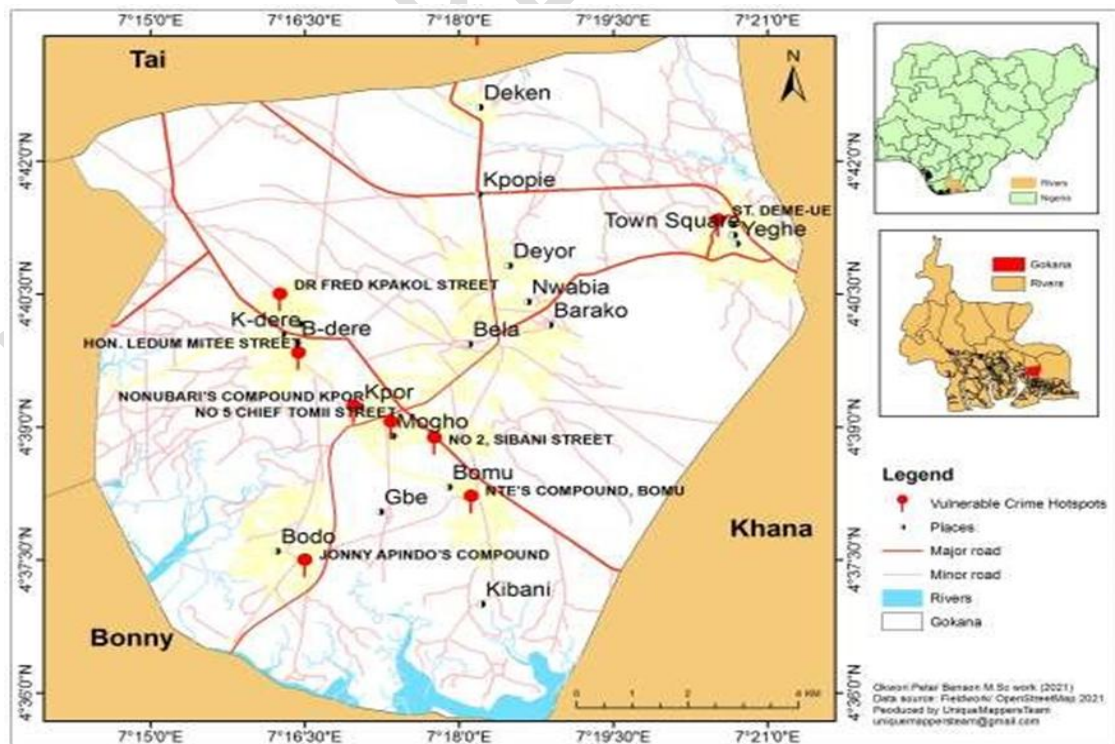 7°15'0"E 7°16'30"E 7°18'0"E 7°19'30"E 7°21'0"E
Tai
N
Deken
4°42'0"N 4°42'0"N
Kpopie
ST. DEME-UE
Town Square
Yeghe
Deyor
4°40'30"N 4°40'30"N
DR FRED KPAKOL STREET
Nwabia
K-dere
B-dere
Barako
HON. LEDUM MITEE STREET
Bela
NONUBARI'S COMPOUND KPOR
Kpor
NO 5 CHIEF TOMII STREET
4°39'0"N 4°39'0"N
Mogho
NO 2, SIBANI STREET
Bomu
NTE'S COMPOUND, BOMU
Gbe
Khana
Bodo
JONNY APINDO'S COMPOUND
4°37'30"N 4°37'30"N
Kibani
Bonny
0 1 2 4 KM
4°36'0"N 4°36'0"N
7°15'0"E 7°16'30"E 7°18'0"E 7°19'30"E 7°21'0"E
Rivers
Nigeria
Gokana
Rivers
Legend
Vulnerable Crime Hotspots
Places
Major road
Minor road
Rivers
Gokana
Okwori Peter Benson M.Sc work (2021)
Data source: Fieldwork/ OpenStreetMap 2021
Peoduced by UniqueMappersTeam
uniquemappersteam@gmail.com